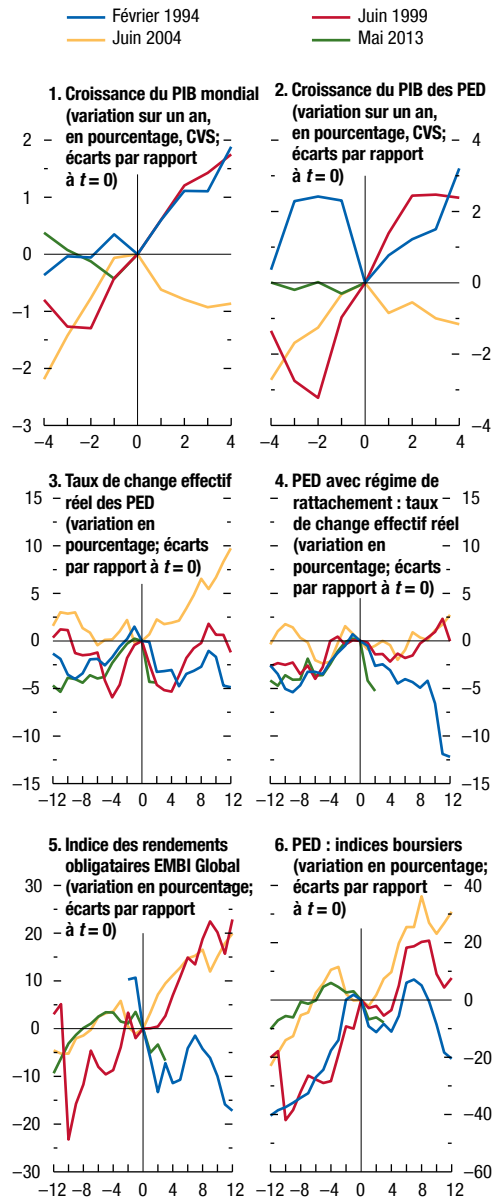 Février 1994
Juin 1999
Juin 2004
Mai 2013
1. Croissance du PIB mondial
(variation sur un an,
en pourcentage, CVS;
écarts par rapport
à t = 0)
2
1
0
−1
−2
−3
−4 −2 0 2 4
2. Croissance du PIB des PED
(variation sur un an,
en pourcentage, CVS;
écarts par rapport
à t = 0)
4
2
0
−2
−4
−4 −2 0 2 4
3. Taux de change effectif
réel des PED
(variation en
pourcentage; écarts
par rapport à t = 0)
15
10
5
0
−5
−10
−15
−12 −8 −4 0 4 8 12
4. PED avec régime de
rattachement : taux
de change effectif réel
(variation en
pourcentage; écarts
par rapport à t = 0)
15
10
5
0
−5
−10
−15
−12 −8 −4 0 4 8 12
5. Indice des rendements
obligataires EMBI Global
(variation en pourcentage;
écarts par rapport
à t = 0)
30
20
10
0
−10
−20
−30
−12 −8 −4 0 4 8 12
6. PED : indices boursiers
(variation en pourcentage;
écarts par rapport
à t = 0)
40
20
0
−20
−40
−60
−12 −8 −4 0 4 8 12